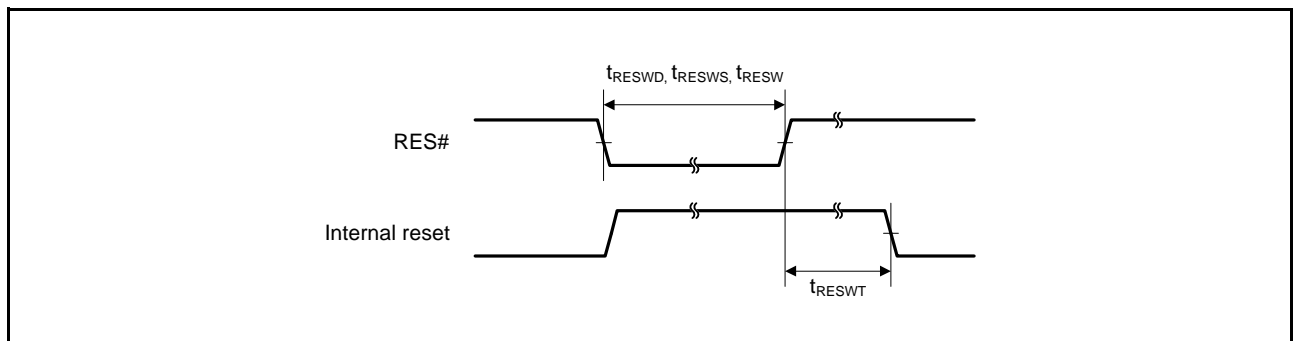 tRESWD, tRESWS, tRESW
RES#
Internal reset
tRESWT